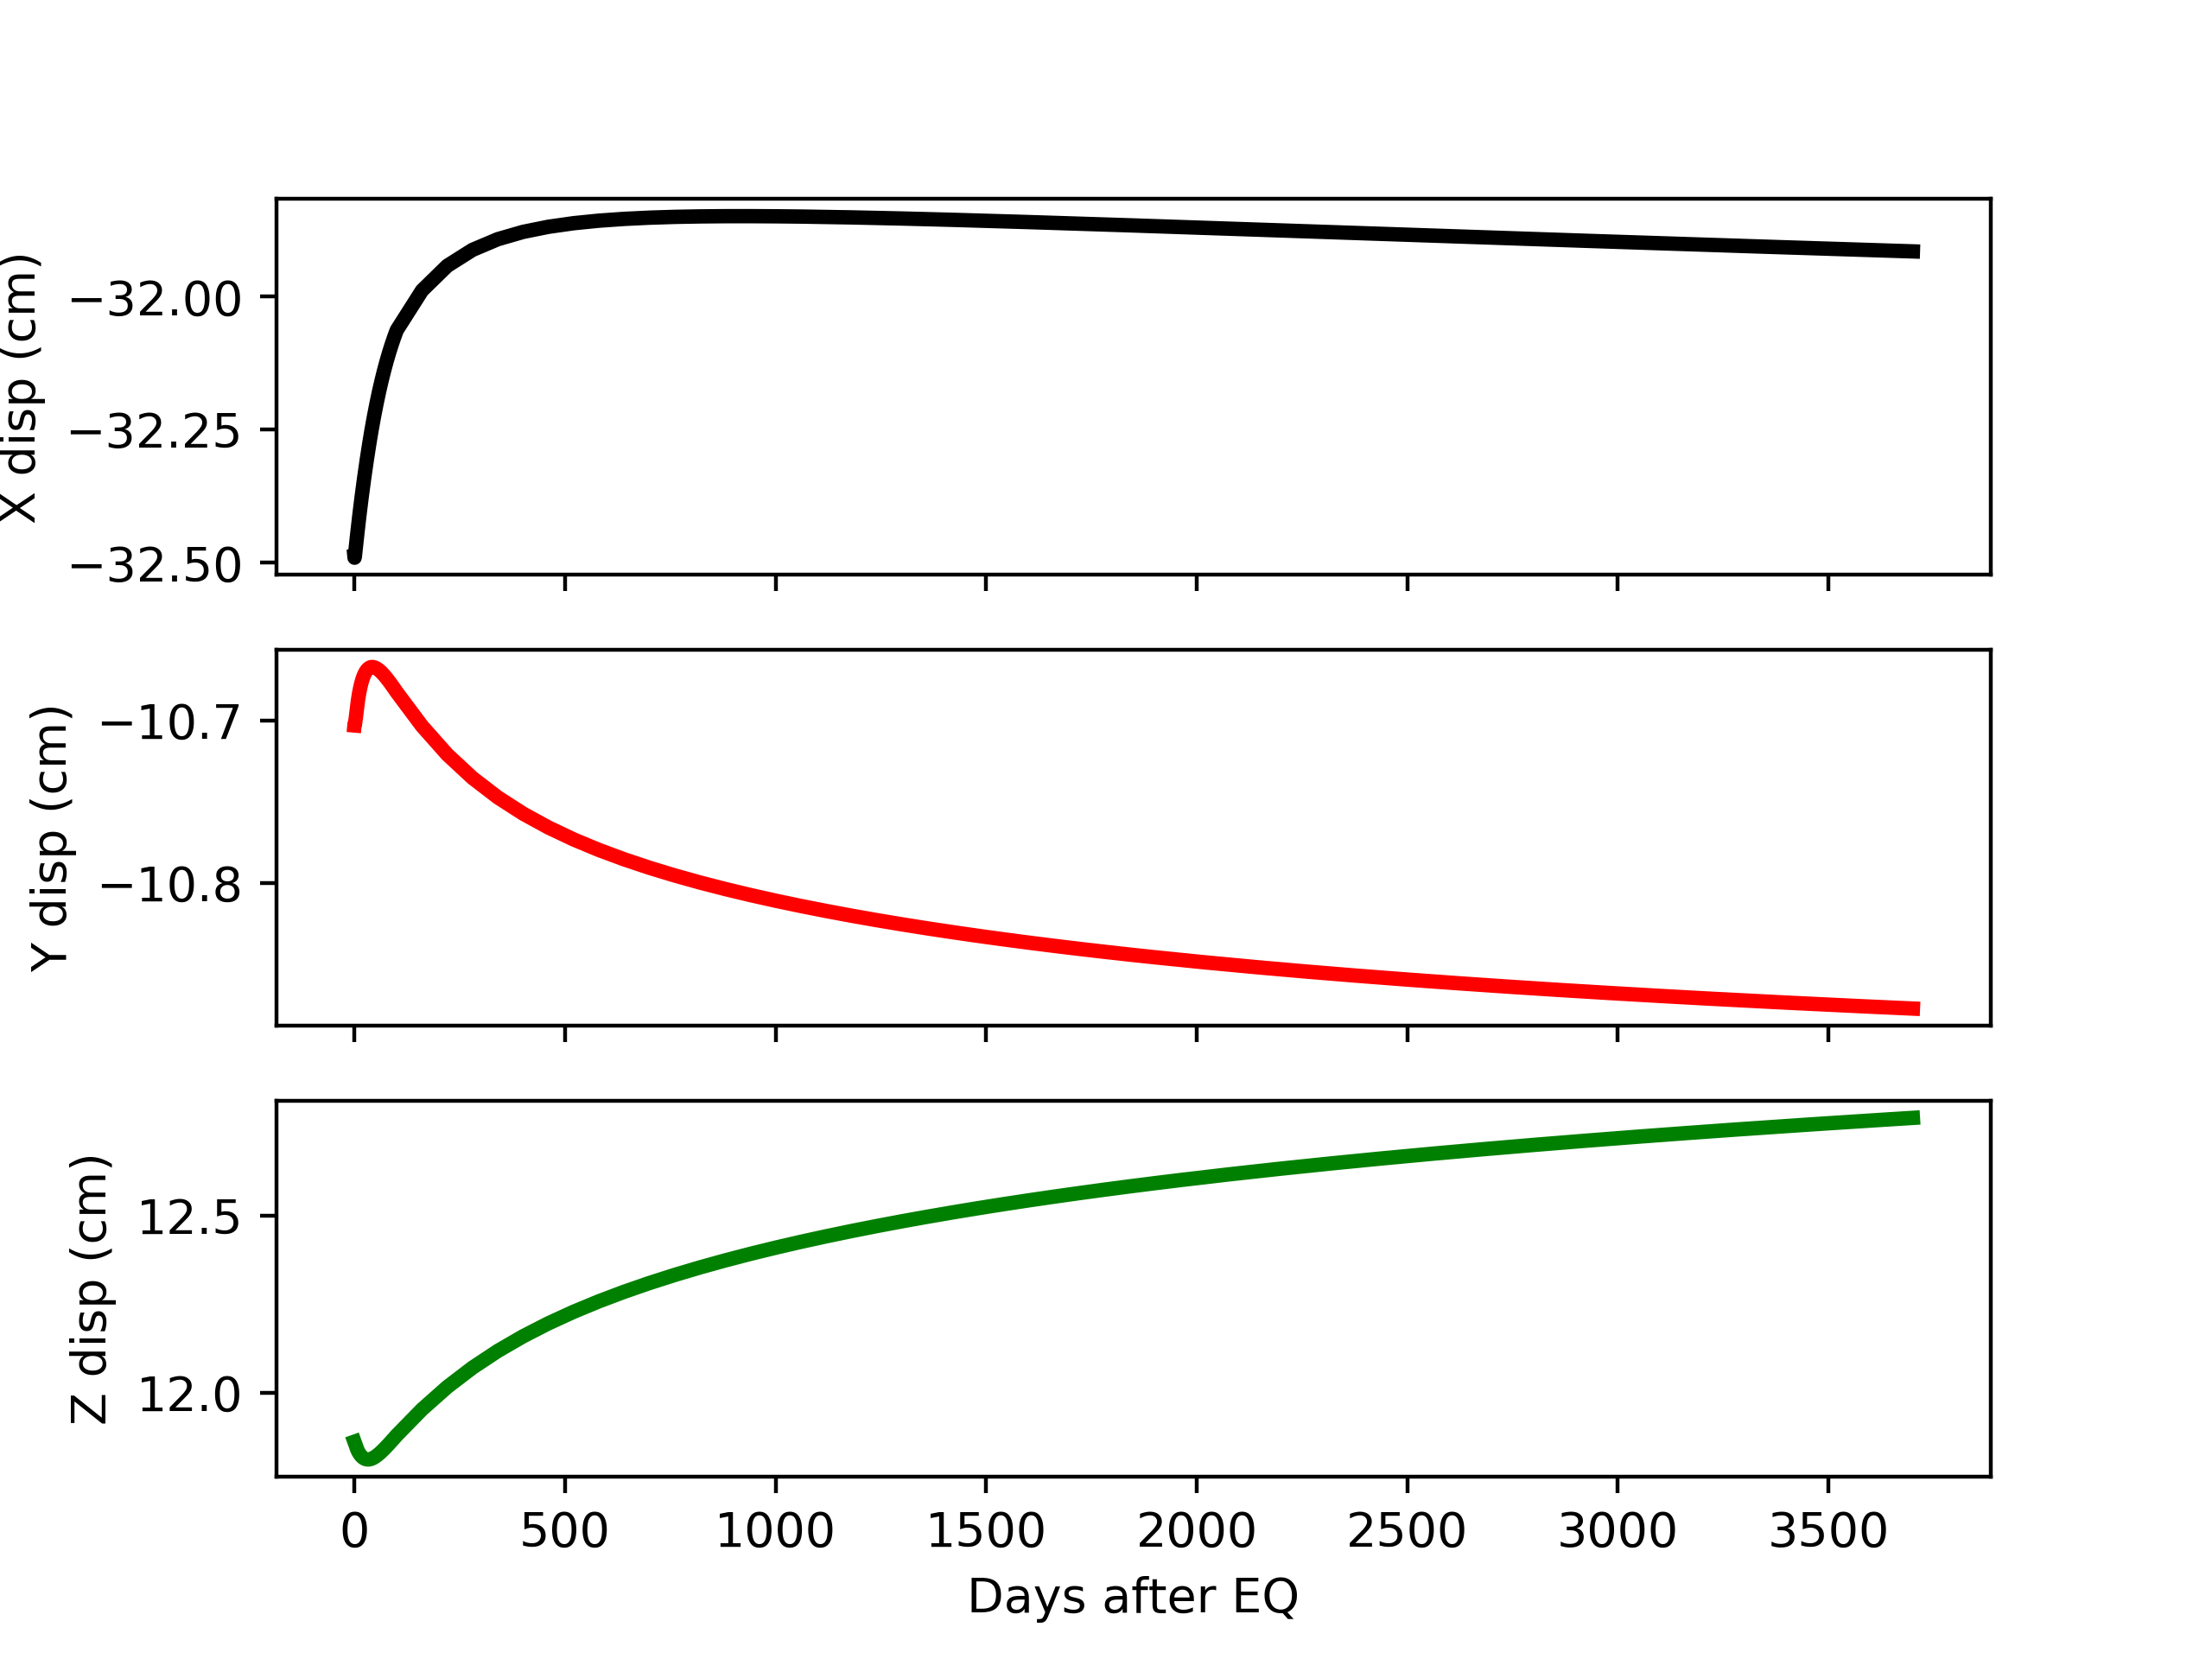 X disp (cm)
−32.00
−32.25
−32.50
Y disp (cm)
−10.7
−10.8
Z disp (cm)
12.5
12.0
0 500 1000 1500 2000 2500 3000 3500
Days after EQ